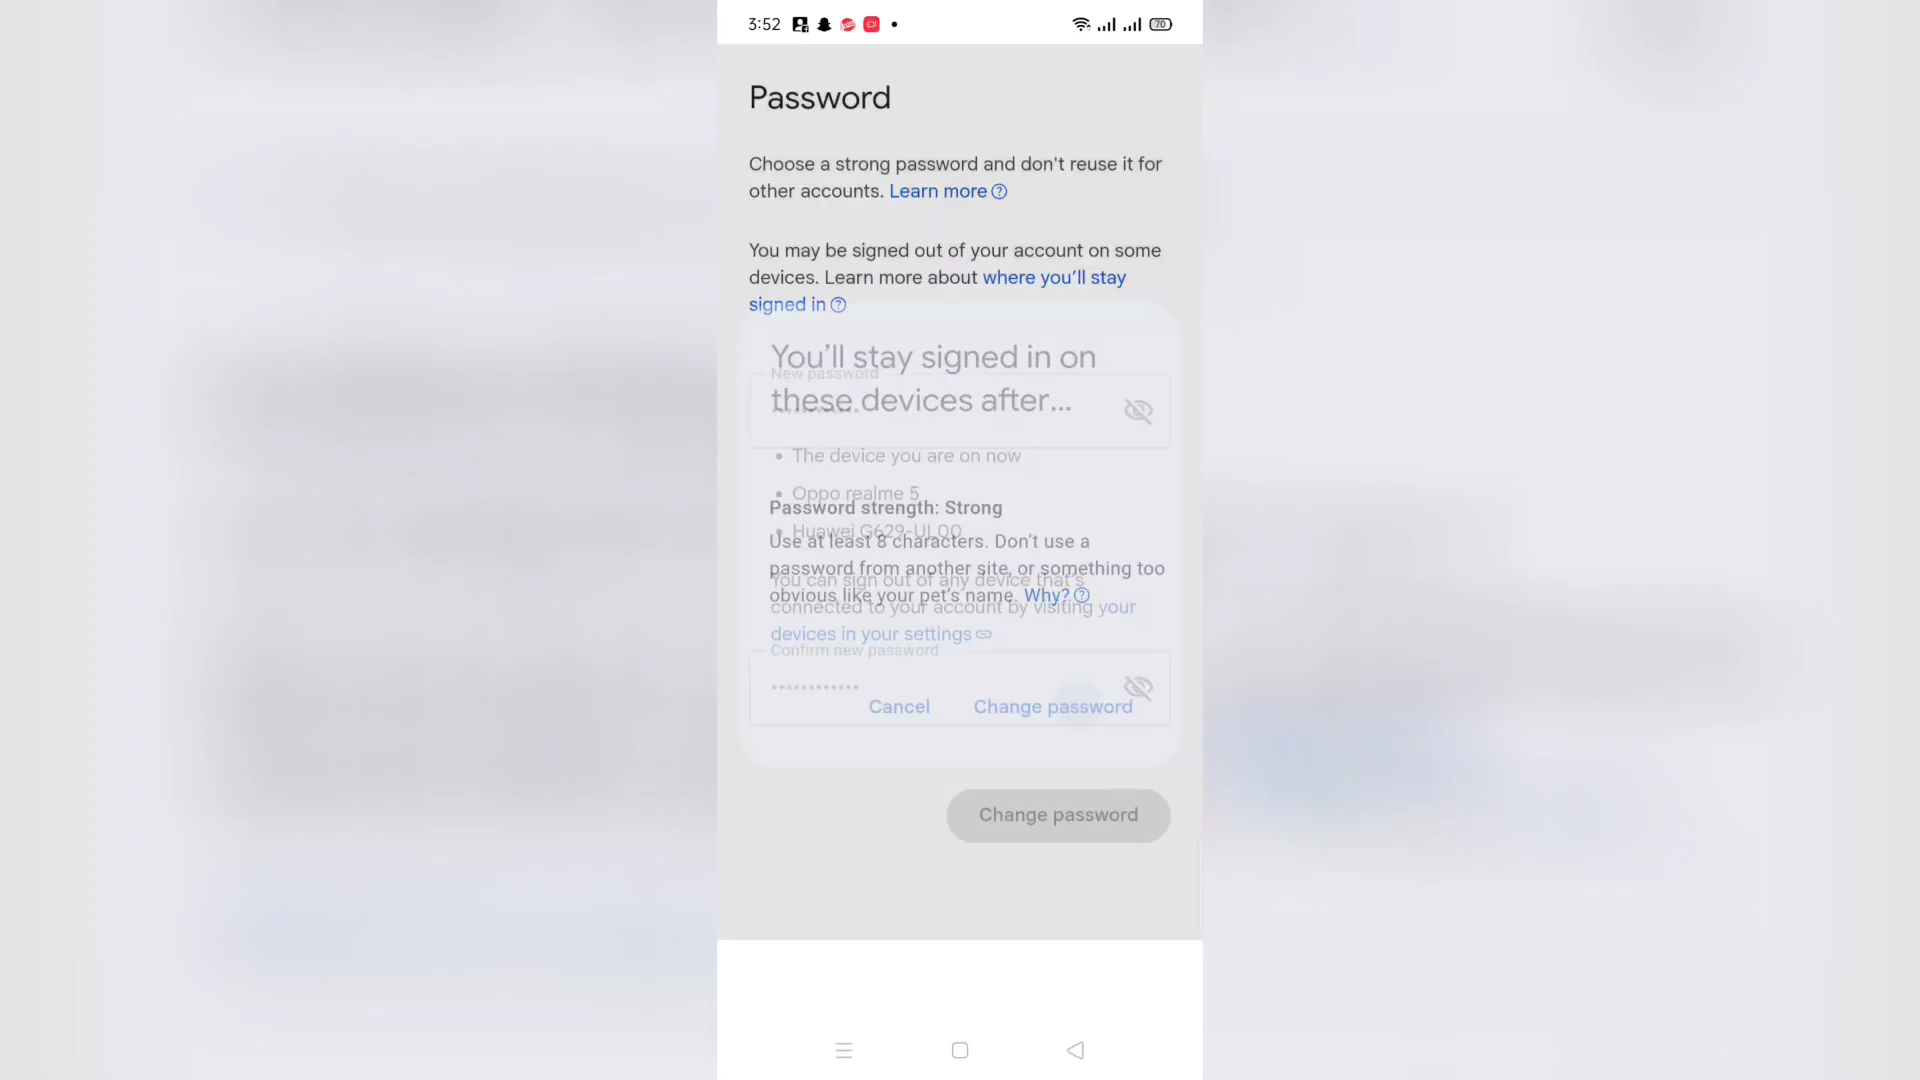 3:52
70
Password
Choose a strong password and don't reuse it for
other accounts. Learn more
You may be signed out of your account on some
devices. Learn more about where you'll stay
signed in
You'll stay signed in on
New password
these devices after...
The device you are on now
Oppo realme 5
Password strength: Strong
Huawei G629-UL00
Use at least 8 characters. Don't use a
password from another site, or something too
You can sign out of any device that's
obvious like your pet's name. Why?
connected to your account by visiting your
devices in your settings
Confirm new password
Cancel Change password
Change password